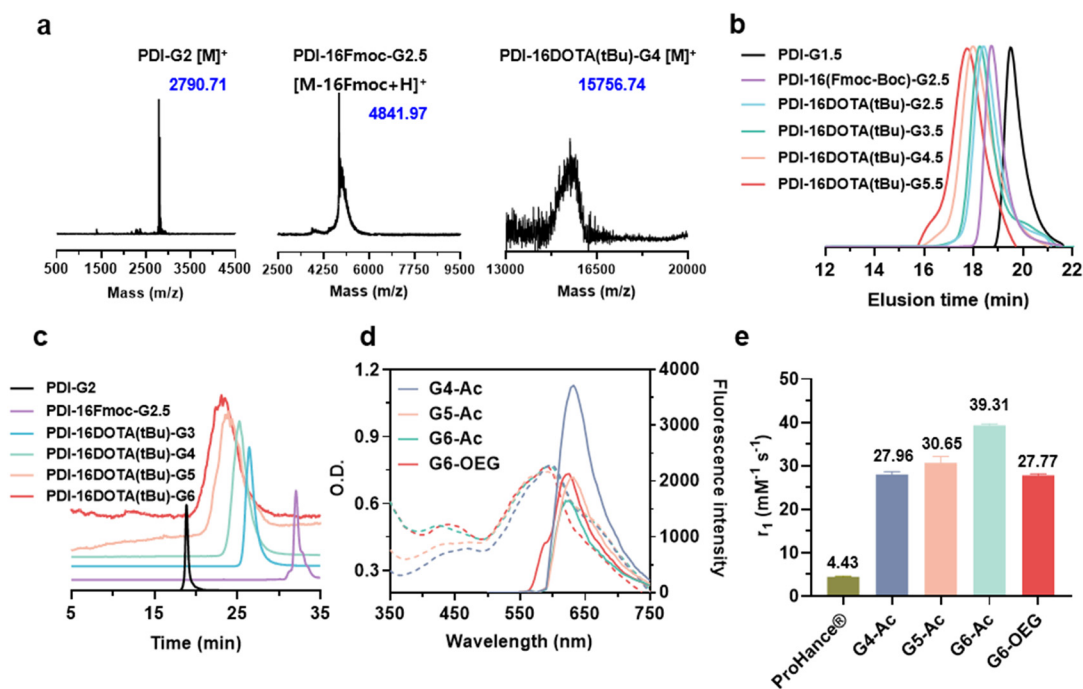 a
PDI-G2 [M]⁺
2790.71
PDI-16Fmoc-G2.5
[M-16Fmoc+H]⁺
4841.97
PDI-16DOTA(tBu)-G4 [M]⁺
15756.74
500 1500 2500 3500 4500
Mass (m/z)
2500 4250 6000 7750 9500
Mass (m/z)
13000 16500 20000
Mass (m/z)
b
PDI-G1.5
PDI-16(Fmoc-Boc)-G2.5
PDI-16DOTA(tBu)-G2.5
PDI-16DOTA(tBu)-G3.5
PDI-16DOTA(tBu)-G4.5
PDI-16DOTA(tBu)-G5.5
12 14 16 18 20 22
Elusion time (min)
c
PDI-G2
PDI-16Fmoc-G2.5
PDI-16DOTA(tBu)-G3
PDI-16DOTA(tBu)-G4
PDI-16DOTA(tBu)-G5
PDI-16DOTA(tBu)-G6
5 15 25 35
Time (min)
d
G4-Ac
G5-Ac
G6-Ac
G6-OEG
1.2
0.9
0.6
0.3
O.D.
4000
3000
2000
1000
0
Fluorescence intensity
350 450 550 650 750
Wavelength (nm)
e
50
40
30
20
10
0
r₁ (mM⁻¹ s⁻¹)
4.43
27.96
30.65
39.31
27.77
ProHance®
G4-Ac
G5-Ac
G6-Ac
G6-OEG